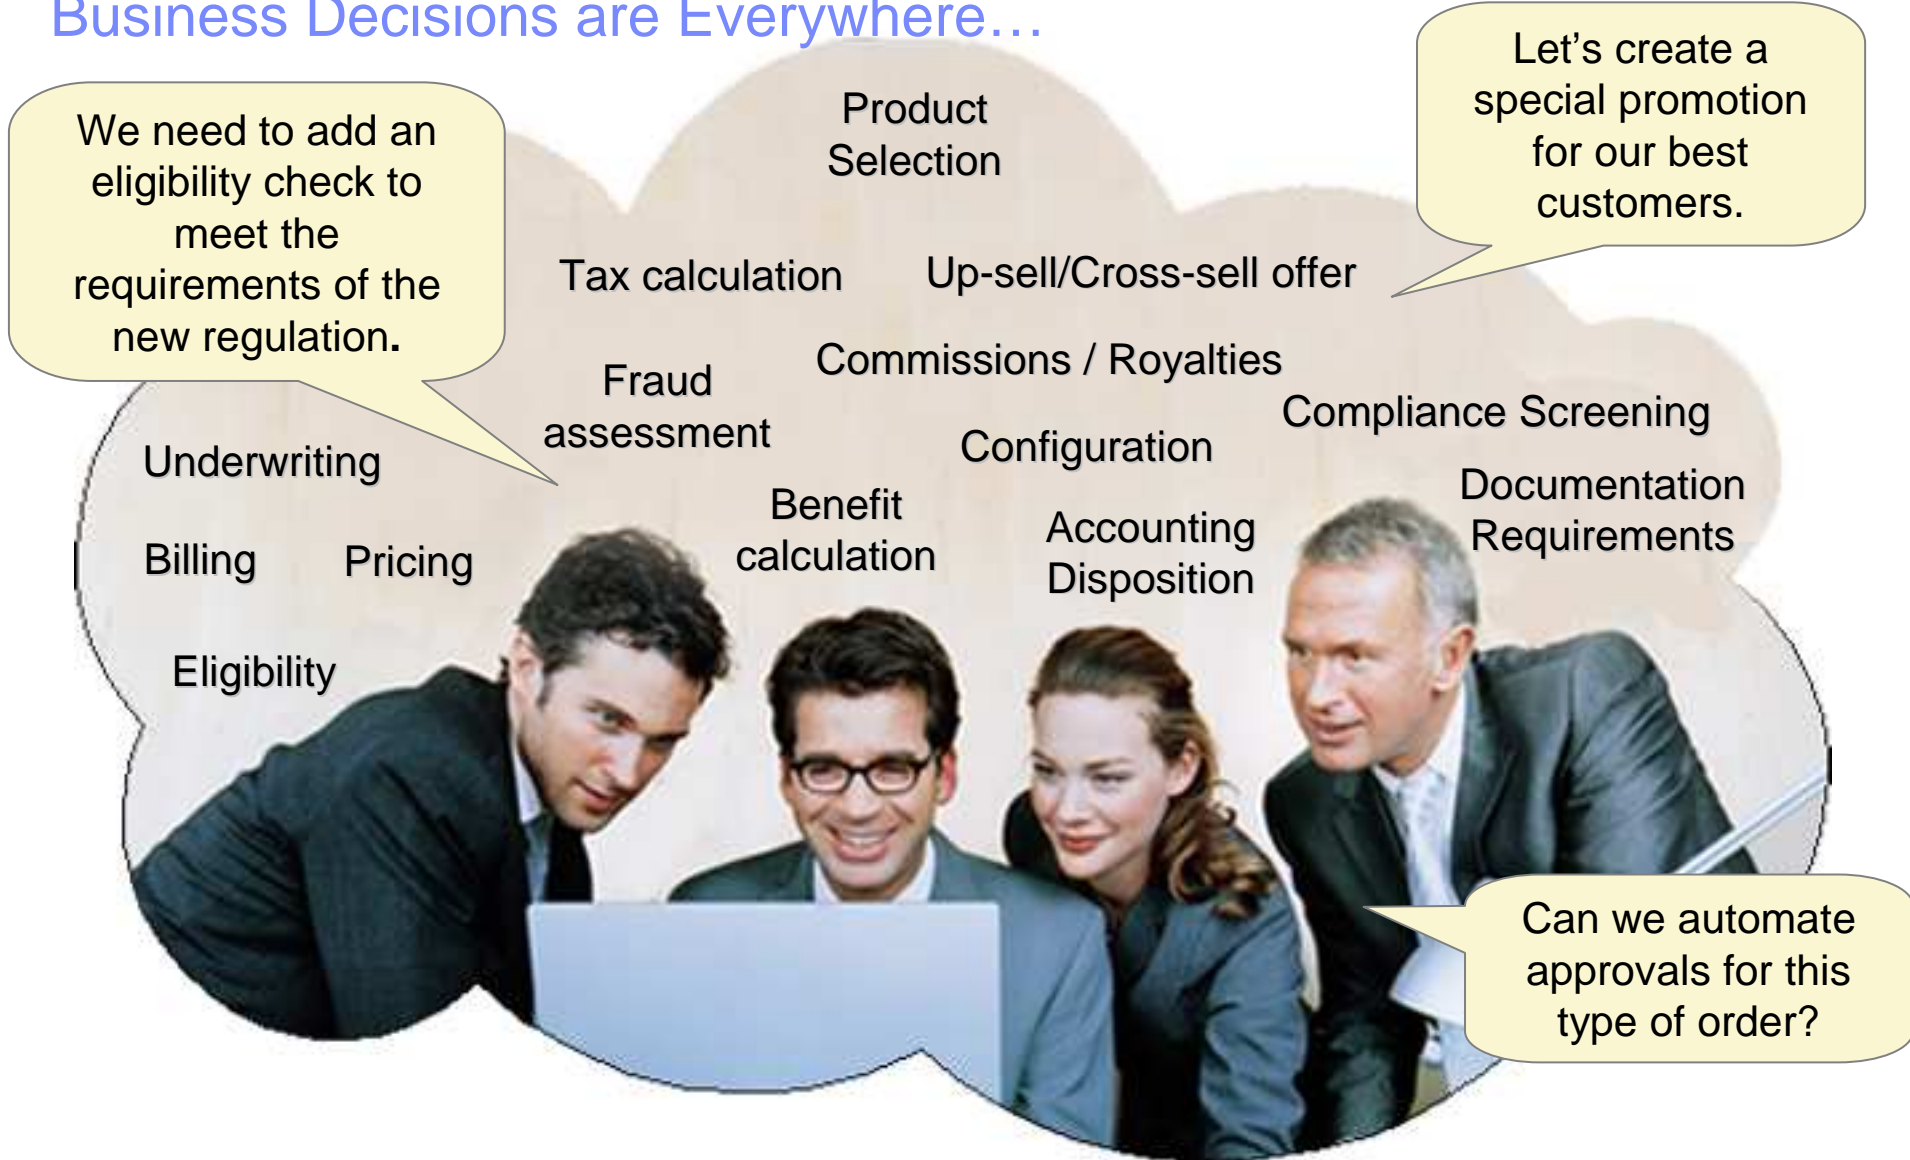 Business Decisions are Everywhere…
Let’s create a
special promotion
for our best
customers.
We need to add an
eligibility check to
meet the
requirements of the
new regulation.
Product
Selection
Tax calculation
Up-sell/Cross-sell offer
Commissions / Royalties
Fraud
assessment
Compliance Screening
Configuration
Underwriting
Documentation
Requirements
Benefit
calculation
Accounting
Disposition
Billing
Pricing
Eligibility
Can we automate
approvals for this
type of order?